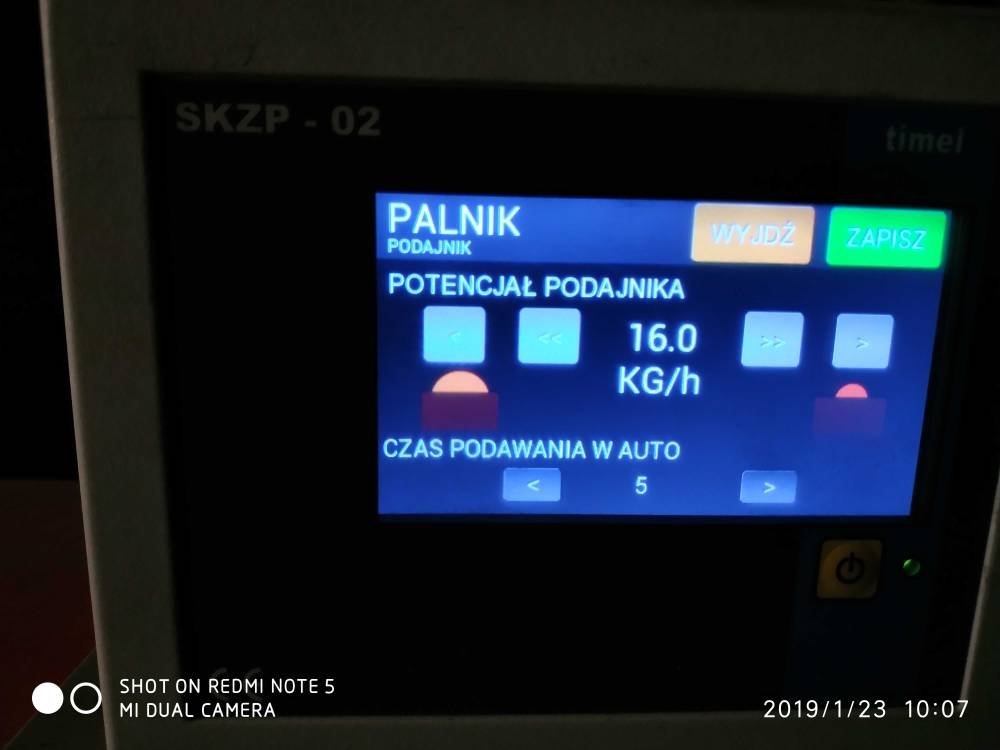 SKZP - 02
timel
PALNIK
PODAJNIK
WYJDŹ
ZAPISZ
POTENCJAŁ PODAJNIKA
< << 16.0 >> >
KG/h
CZAS PODAWANIA W AUTO
< 5 >
SHOT ON REDMI NOTE 5
MI DUAL CAMERA
2019/1/23 10:07